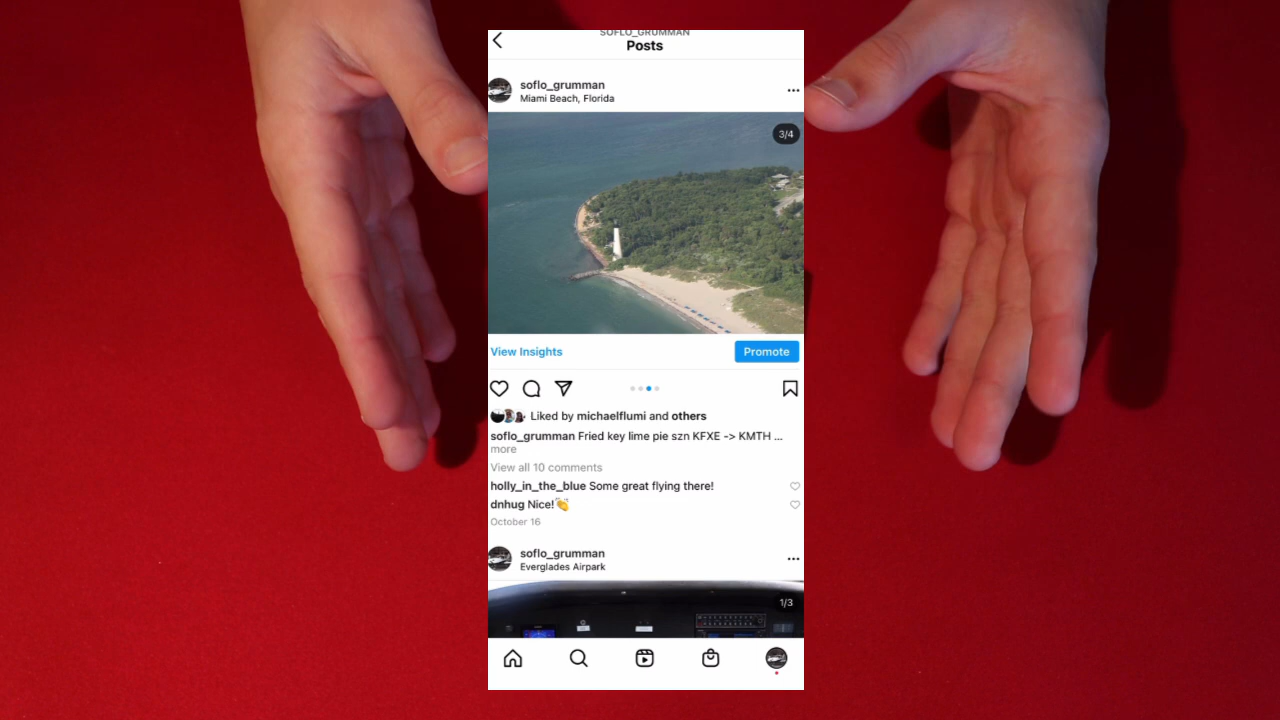 SOFLO_GRUMMAN
Posts
soflo_grumman
Miami Beach, Florida
3/4
View Insights
Promote
Liked by michaelflumi and others
soflo_grumman Fried key lime pie szn KFXE -> KMTH ...
more
View all 10 comments
holly_in_the_blue Some great flying there!
dnhug Nice!👏
October 16
soflo_grumman
Everglades Airpark
1/3